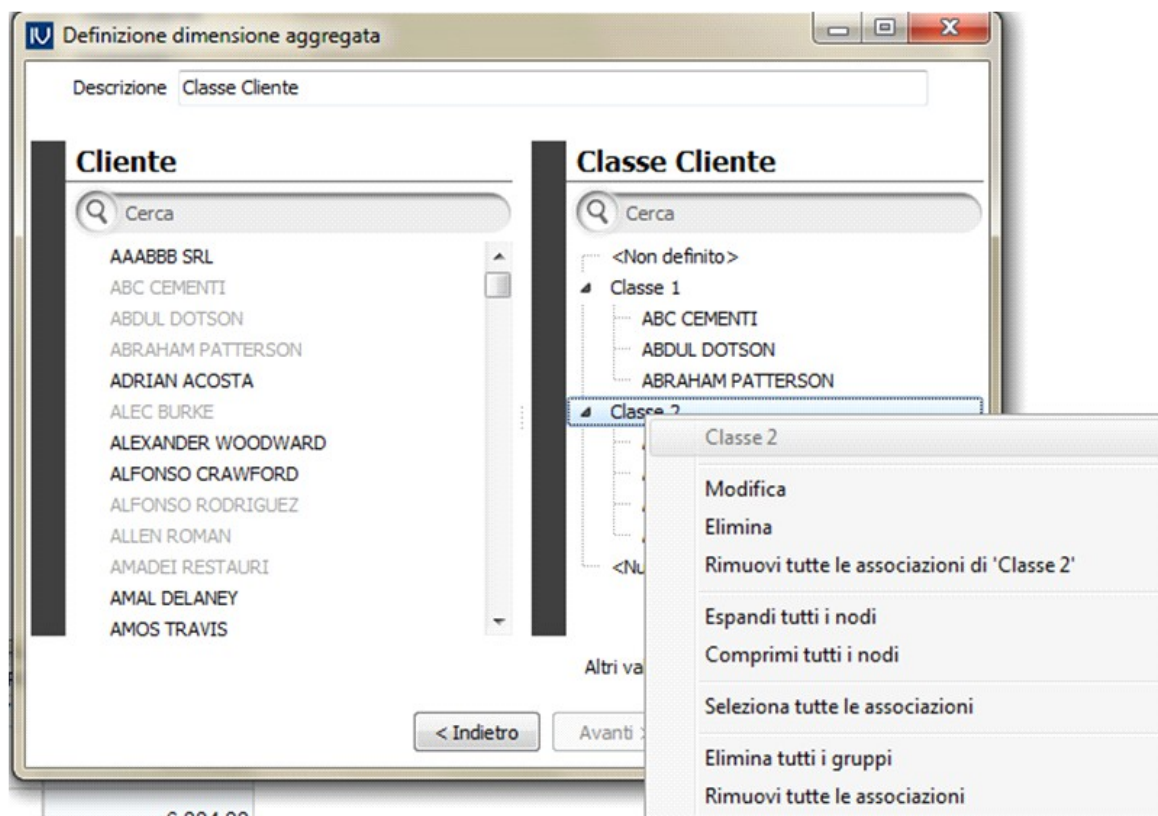 Definizione dimensione aggregata
Descrizione Classe Cliente
Cliente
Cerca
AAABBB SRL
ABC CEMENTI
ABDUL DOTSON
ABRAHAM PATTERSON
ADRIAN ACOSTA
ALEC BURKE
ALEXANDER WOODWARD
ALFONSO CRAWFORD
ALFONSO RODRIGUEZ
ALLEN ROMAN
AMADEI RESTAURI
AMAL DELANEY
AMOS TRAVIS
Classe Cliente
Cerca
<Non definito>
Classe 1
ABC CEMENTI
ABDUL DOTSON
ABRAHAM PATTERSON
Classe 2
<Nu
Altri va
< Indietro
Avanti >
Classe 2
Modifica
Elimina
Rimuovi tutte le associazioni di 'Classe 2'
Espandi tutti i nodi
Comprimi tutti i nodi
Seleziona tutte le associazioni
Elimina tutti i gruppi
Rimuovi tutte le associazioni